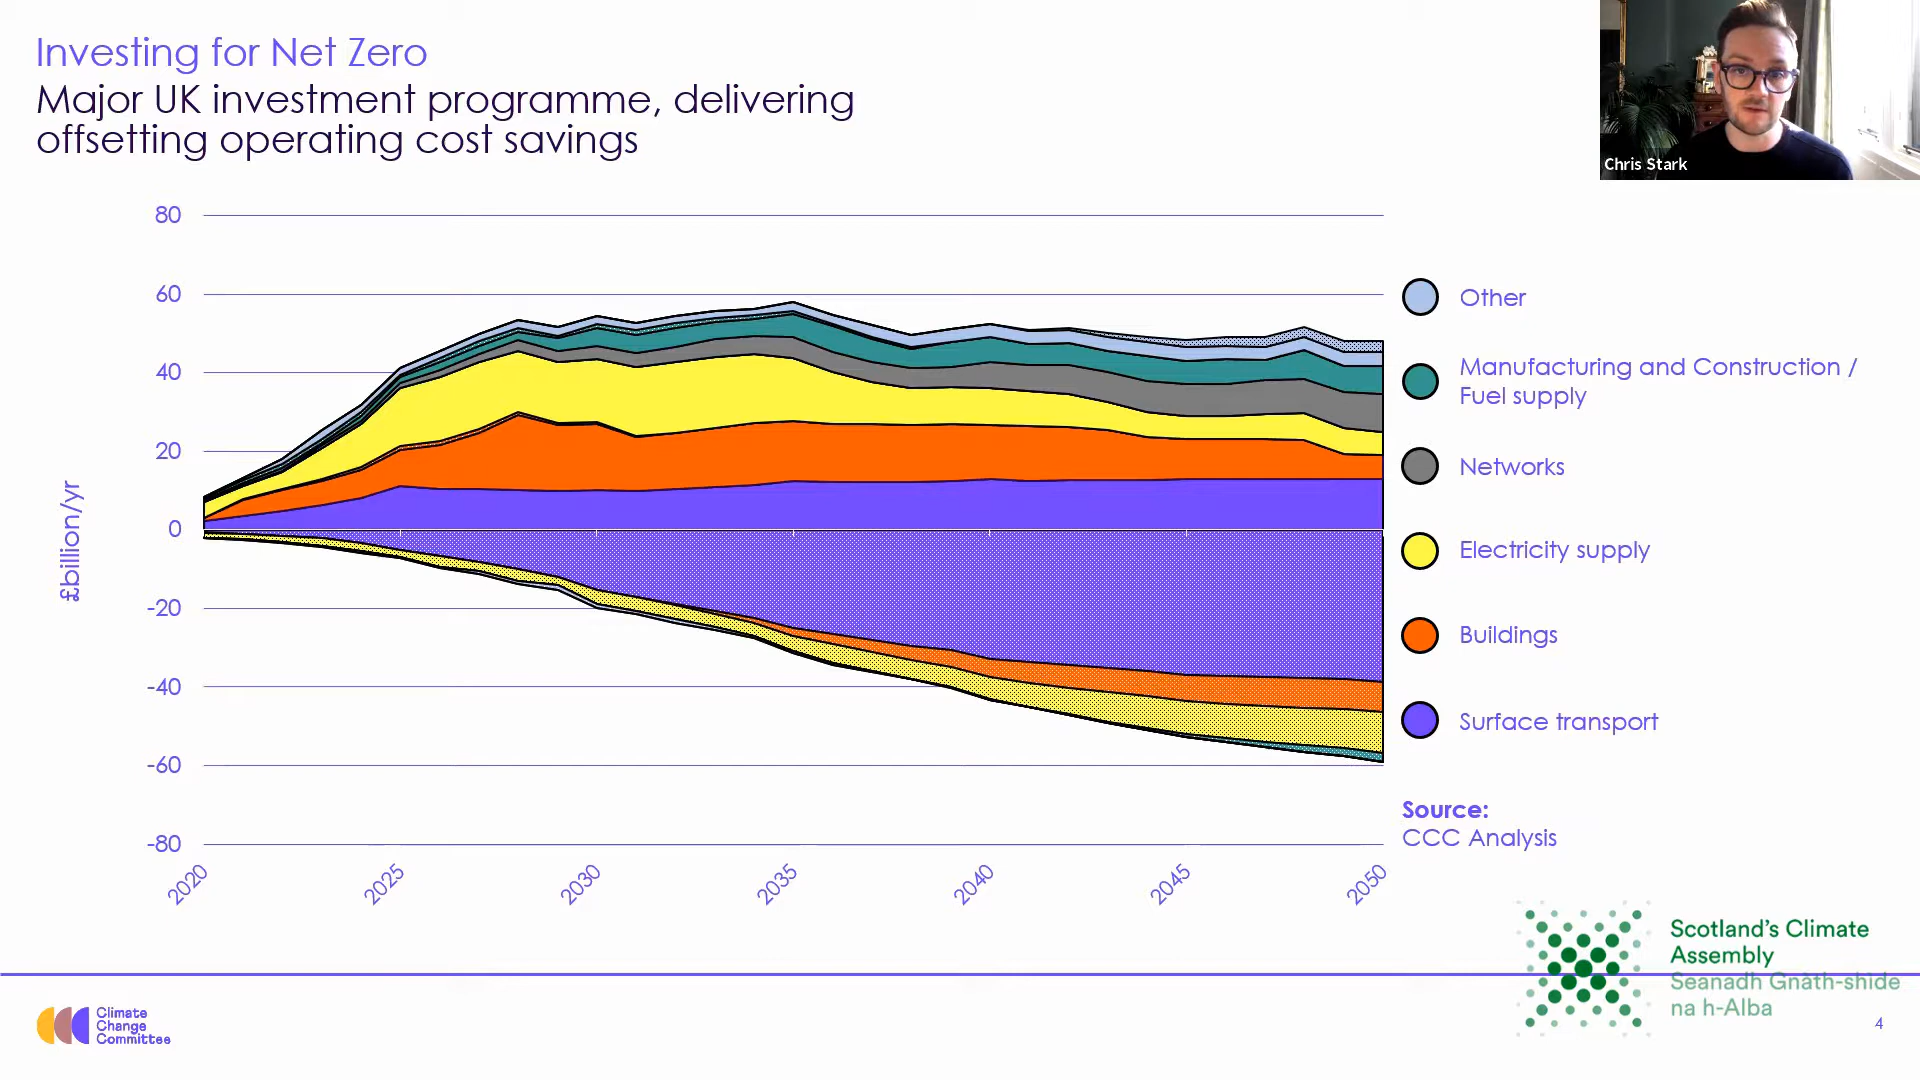 Investing for Net Zero
Major UK investment programme, delivering
offsetting operating cost savings
Chris Stark
80
60
40
20
0
-20
-40
-60
-80
£billion/yr
2020
2025
2030
2035
2040
2045
2050
Other
Manufacturing and Construction /
Fuel supply
Networks
Electricity supply
Buildings
Surface transport
Source:
CCC Analysis
Scotland's Climate
Assembly
Seanadh Gnàth-shìde
na h-Alba
Climate
Change
Committee
4